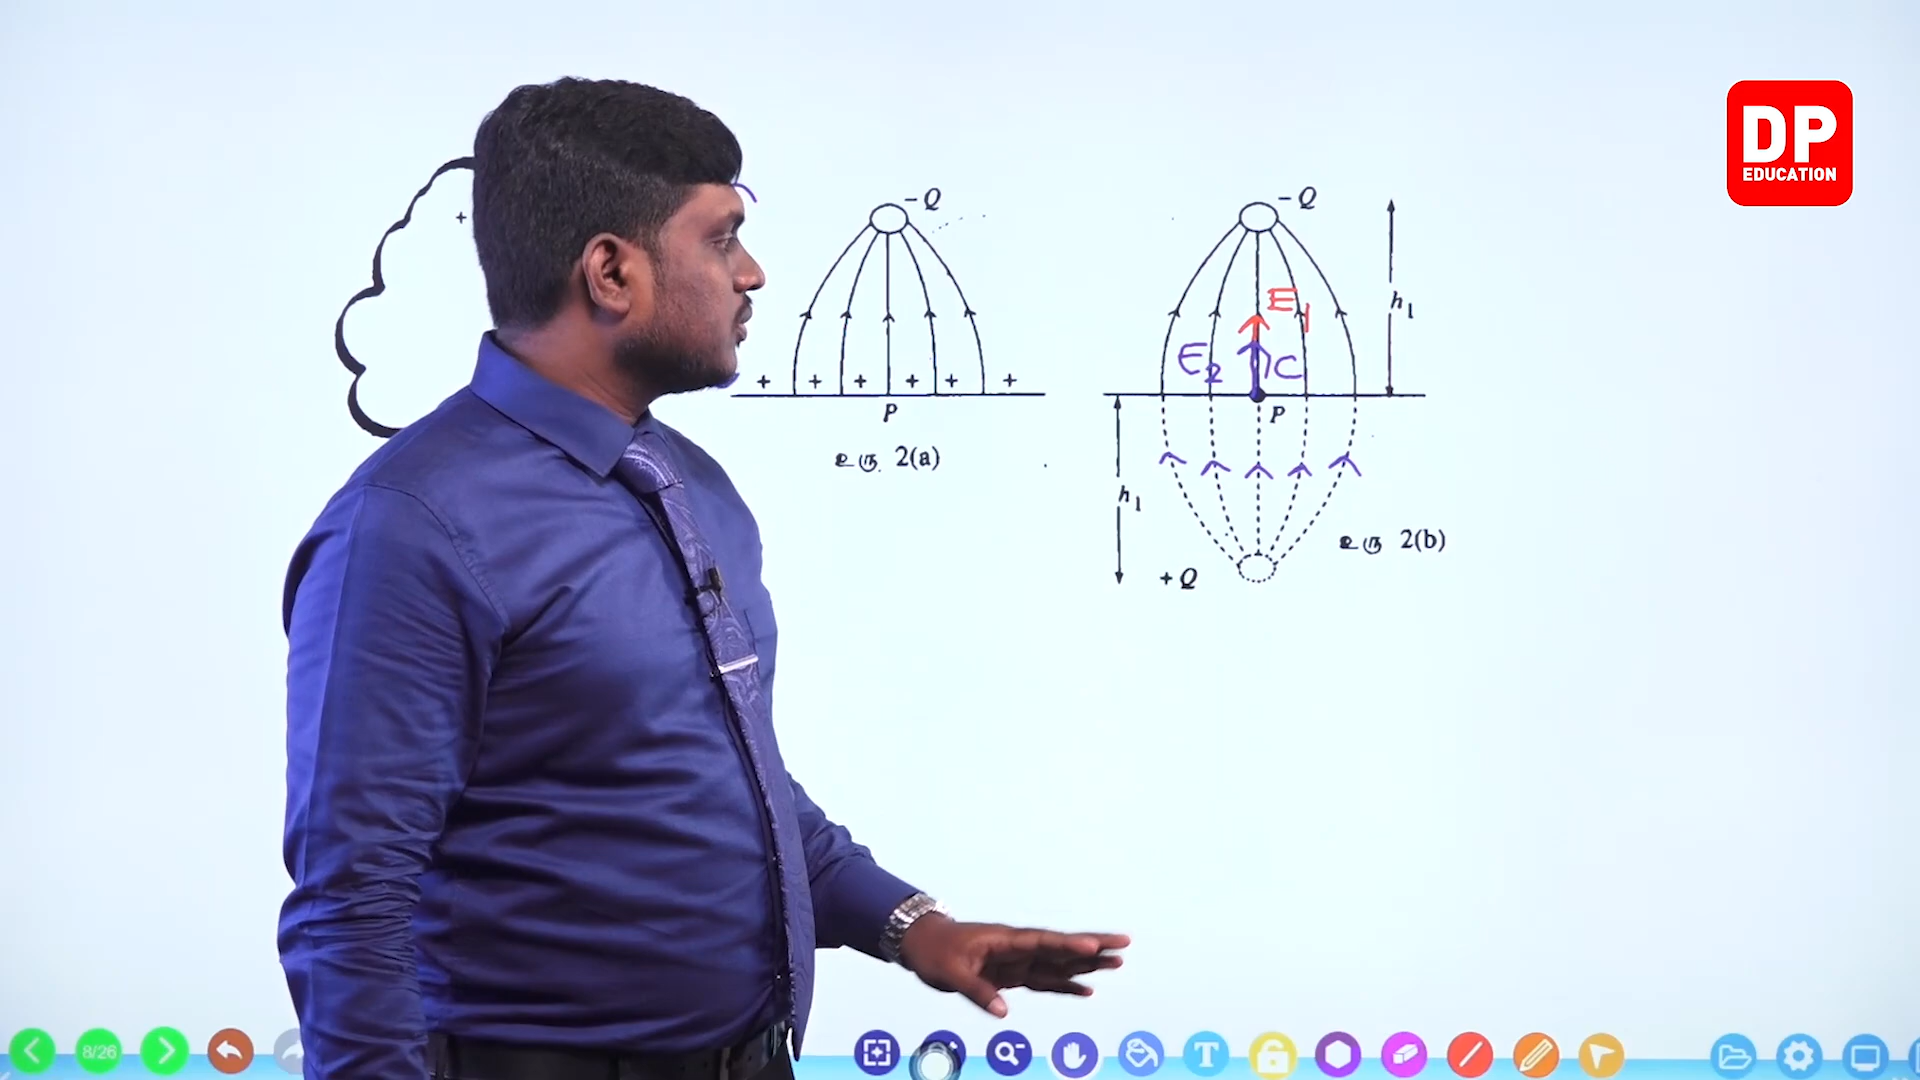 DP
EDUCATION
+
- Q
+ + + + + +
P
உரு 2(a)
- Q
h₁
E₁
E₂
C
P
h₁
+ Q
உரு 2(b)
8/26
T